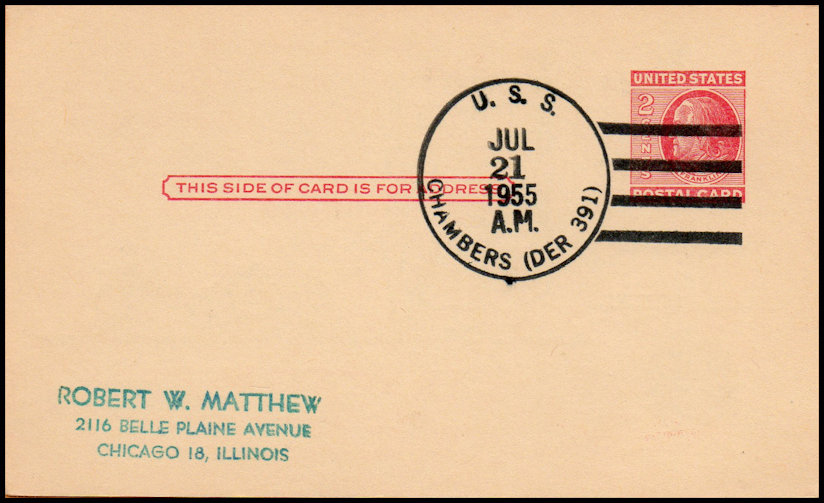 U. S. S.
JUL
21
1955
A.M.
CHAMBERS (DER 391)
UNITED STATES
2
CENTS
FRANKLIN
POSTAL CARD
THIS SIDE OF CARD IS FOR ADDRESS
ROBERT W. MATTHEW
2116 BELLE PLAINE AVENUE
CHICAGO 18, ILLINOIS